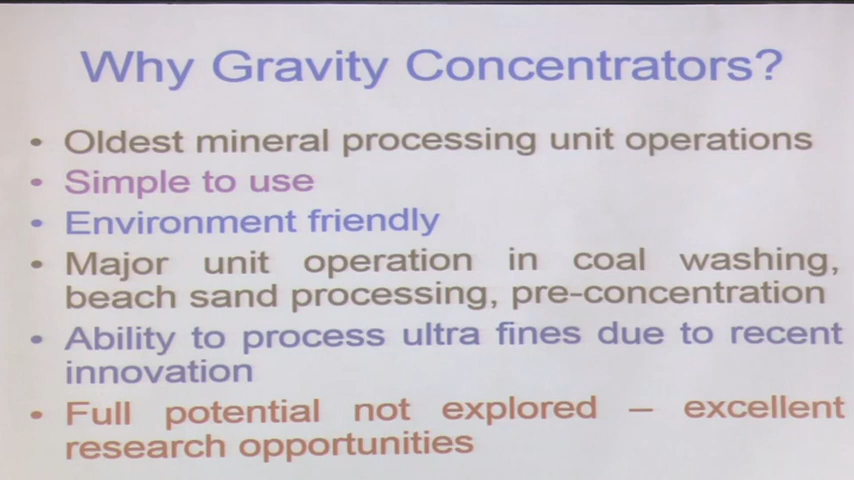 Why Gravity Concentrators?
• Oldest mineral processing unit operations
• Simple to use
• Environment friendly
• Major unit operation in coal washing,
beach sand processing, pre-concentration
• Ability to process ultra fines due to recent
innovation
• Full potential not explored – excellent
research opportunities